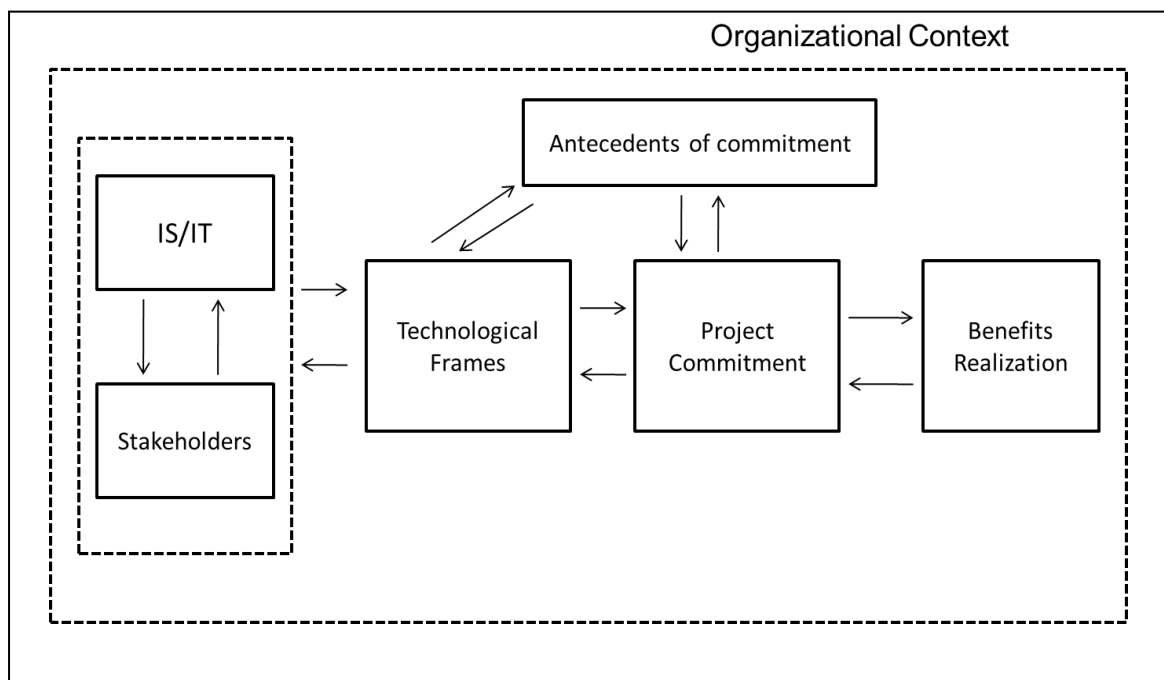 Organizational Context
Antecedents of commitment
IS/IT
Stakeholders
Technological
Frames
Project
Commitment
Benefits
Realization